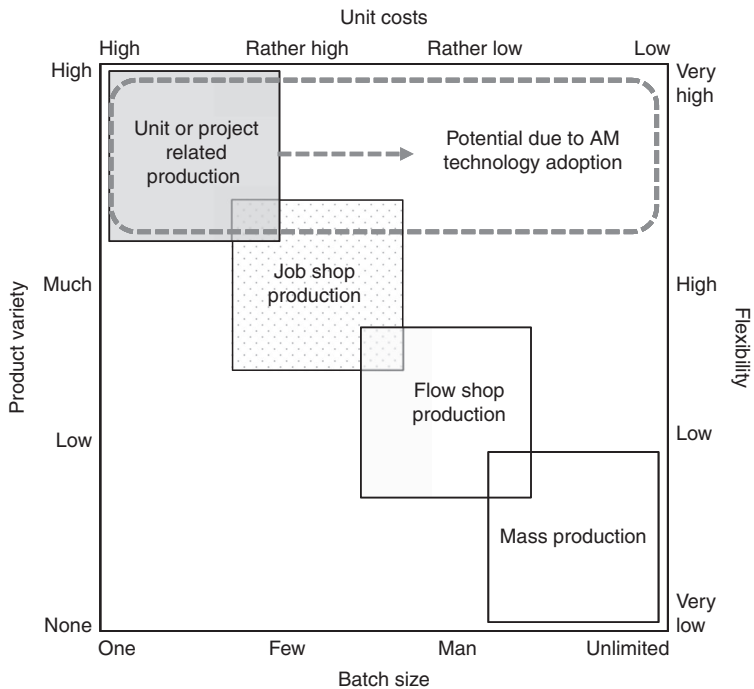 Unit costs
High Rather high Rather low Low
High
Very
high
Unit or project
related
production
Potential due to AM
technology adoption
Much
High
Job shop
production
Product variety
Flexibility
Flow shop
production
Low
Low
Mass production
None
Very
low
One Few Man Unlimited
Batch size